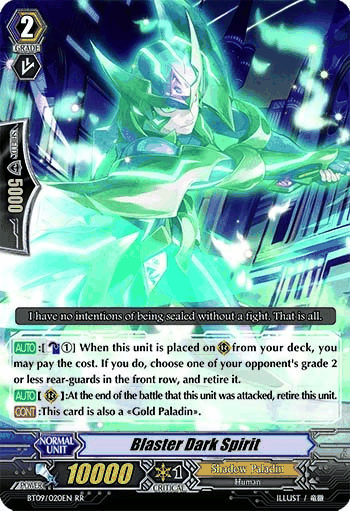 2
GRADE
SHIELD
5000
I have no intentions of being sealed without a fight. That is all.
AUTO:[ ①] When this unit is placed on from your deck, you
may pay the cost. If you do, choose one of your opponent's grade 2
or less rear-guards in the front row, and retire it.
AUTO[ ]:At the end of the battle that this unit was attacked, retire this unit.
CONT:This card is also a «Gold Paladin».
NORMAL
UNIT
Blaster Dark Spirit
POWER
10000
1
CRITICAL
Shadow Paladin
Human
BT09/020EN RR
ILLUST / 竜徹